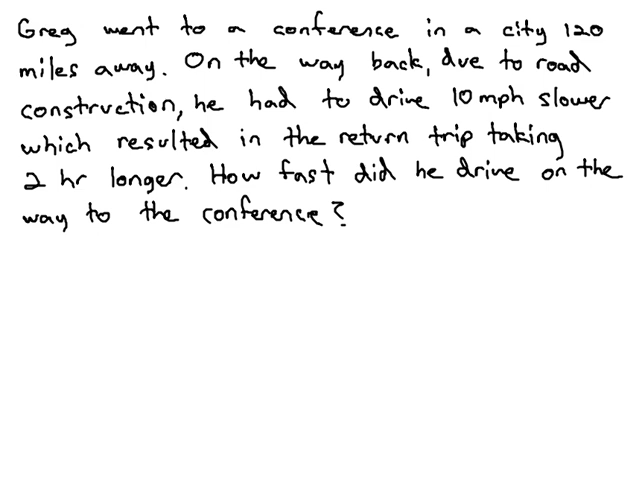 Greg went to a conference in a city 120
miles away. On the way back, due to road
construction, he had to drive 10 mph slower
which resulted in the return trip taking
2 hr longer. How fast did he drive on the
way to the conference?